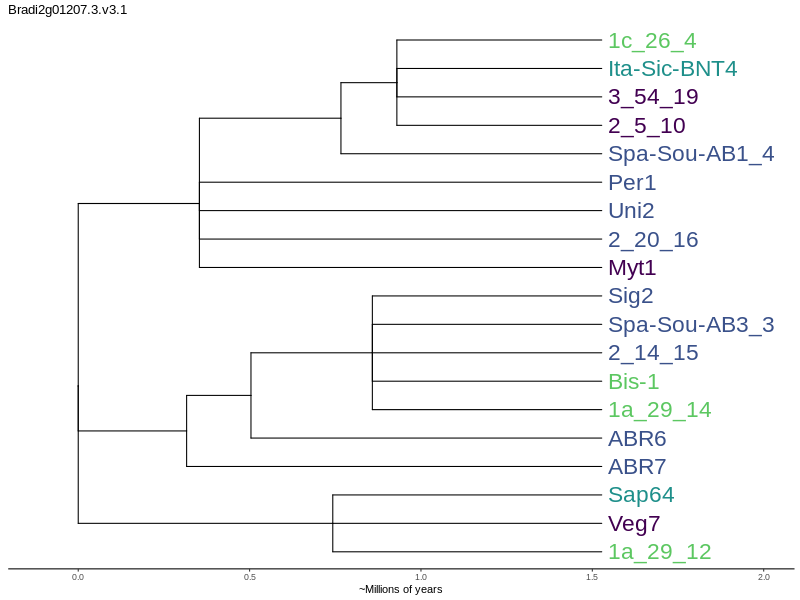 Bradi2g01207.3.v3.1
1c_26_4
Ita-Sic-BNT4
3_54_19
2_5_10
Spa-Sou-AB1_4
Per1
Uni2
2_20_16
Myt1
Sig2
Spa-Sou-AB3_3
2_14_15
Bis-1
1a_29_14
ABR6
ABR7
Sap64
Veg7
1a_29_12
0.0 0.5 1.0 1.5 2.0
~Millions of years